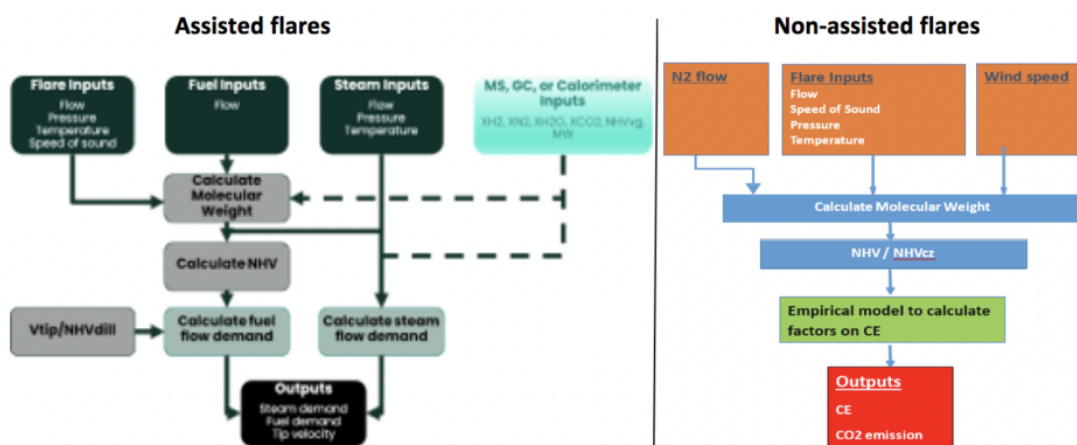 Assisted flares
Flare Inputs
Flow
Pressure
Temperature
Speed of sound
Fuel Inputs
Flow
Steam Inputs
Flow
Pressure
Temperature
MS, GC, or Calorimeter
Inputs
XH2, XN2, XH2O, XCO2, NHVvg,
MW
Calculate
Molecular
Weight
Calculate NHV
Vtip/NHVdill
Calculate fuel
flow demand
Calculate steam
flow demand
Outputs
Steam demand
Fuel demand
Tip velocity
Non-assisted flares
N2 flow
Flare Inputs
Flow
Speed of Sound
Pressure
Temperature
Wind speed
Calculate Molecular Weight
NHV / NHVcz
Empirical model to calculate
factors on CE
Outputs
CE
CO2 emission